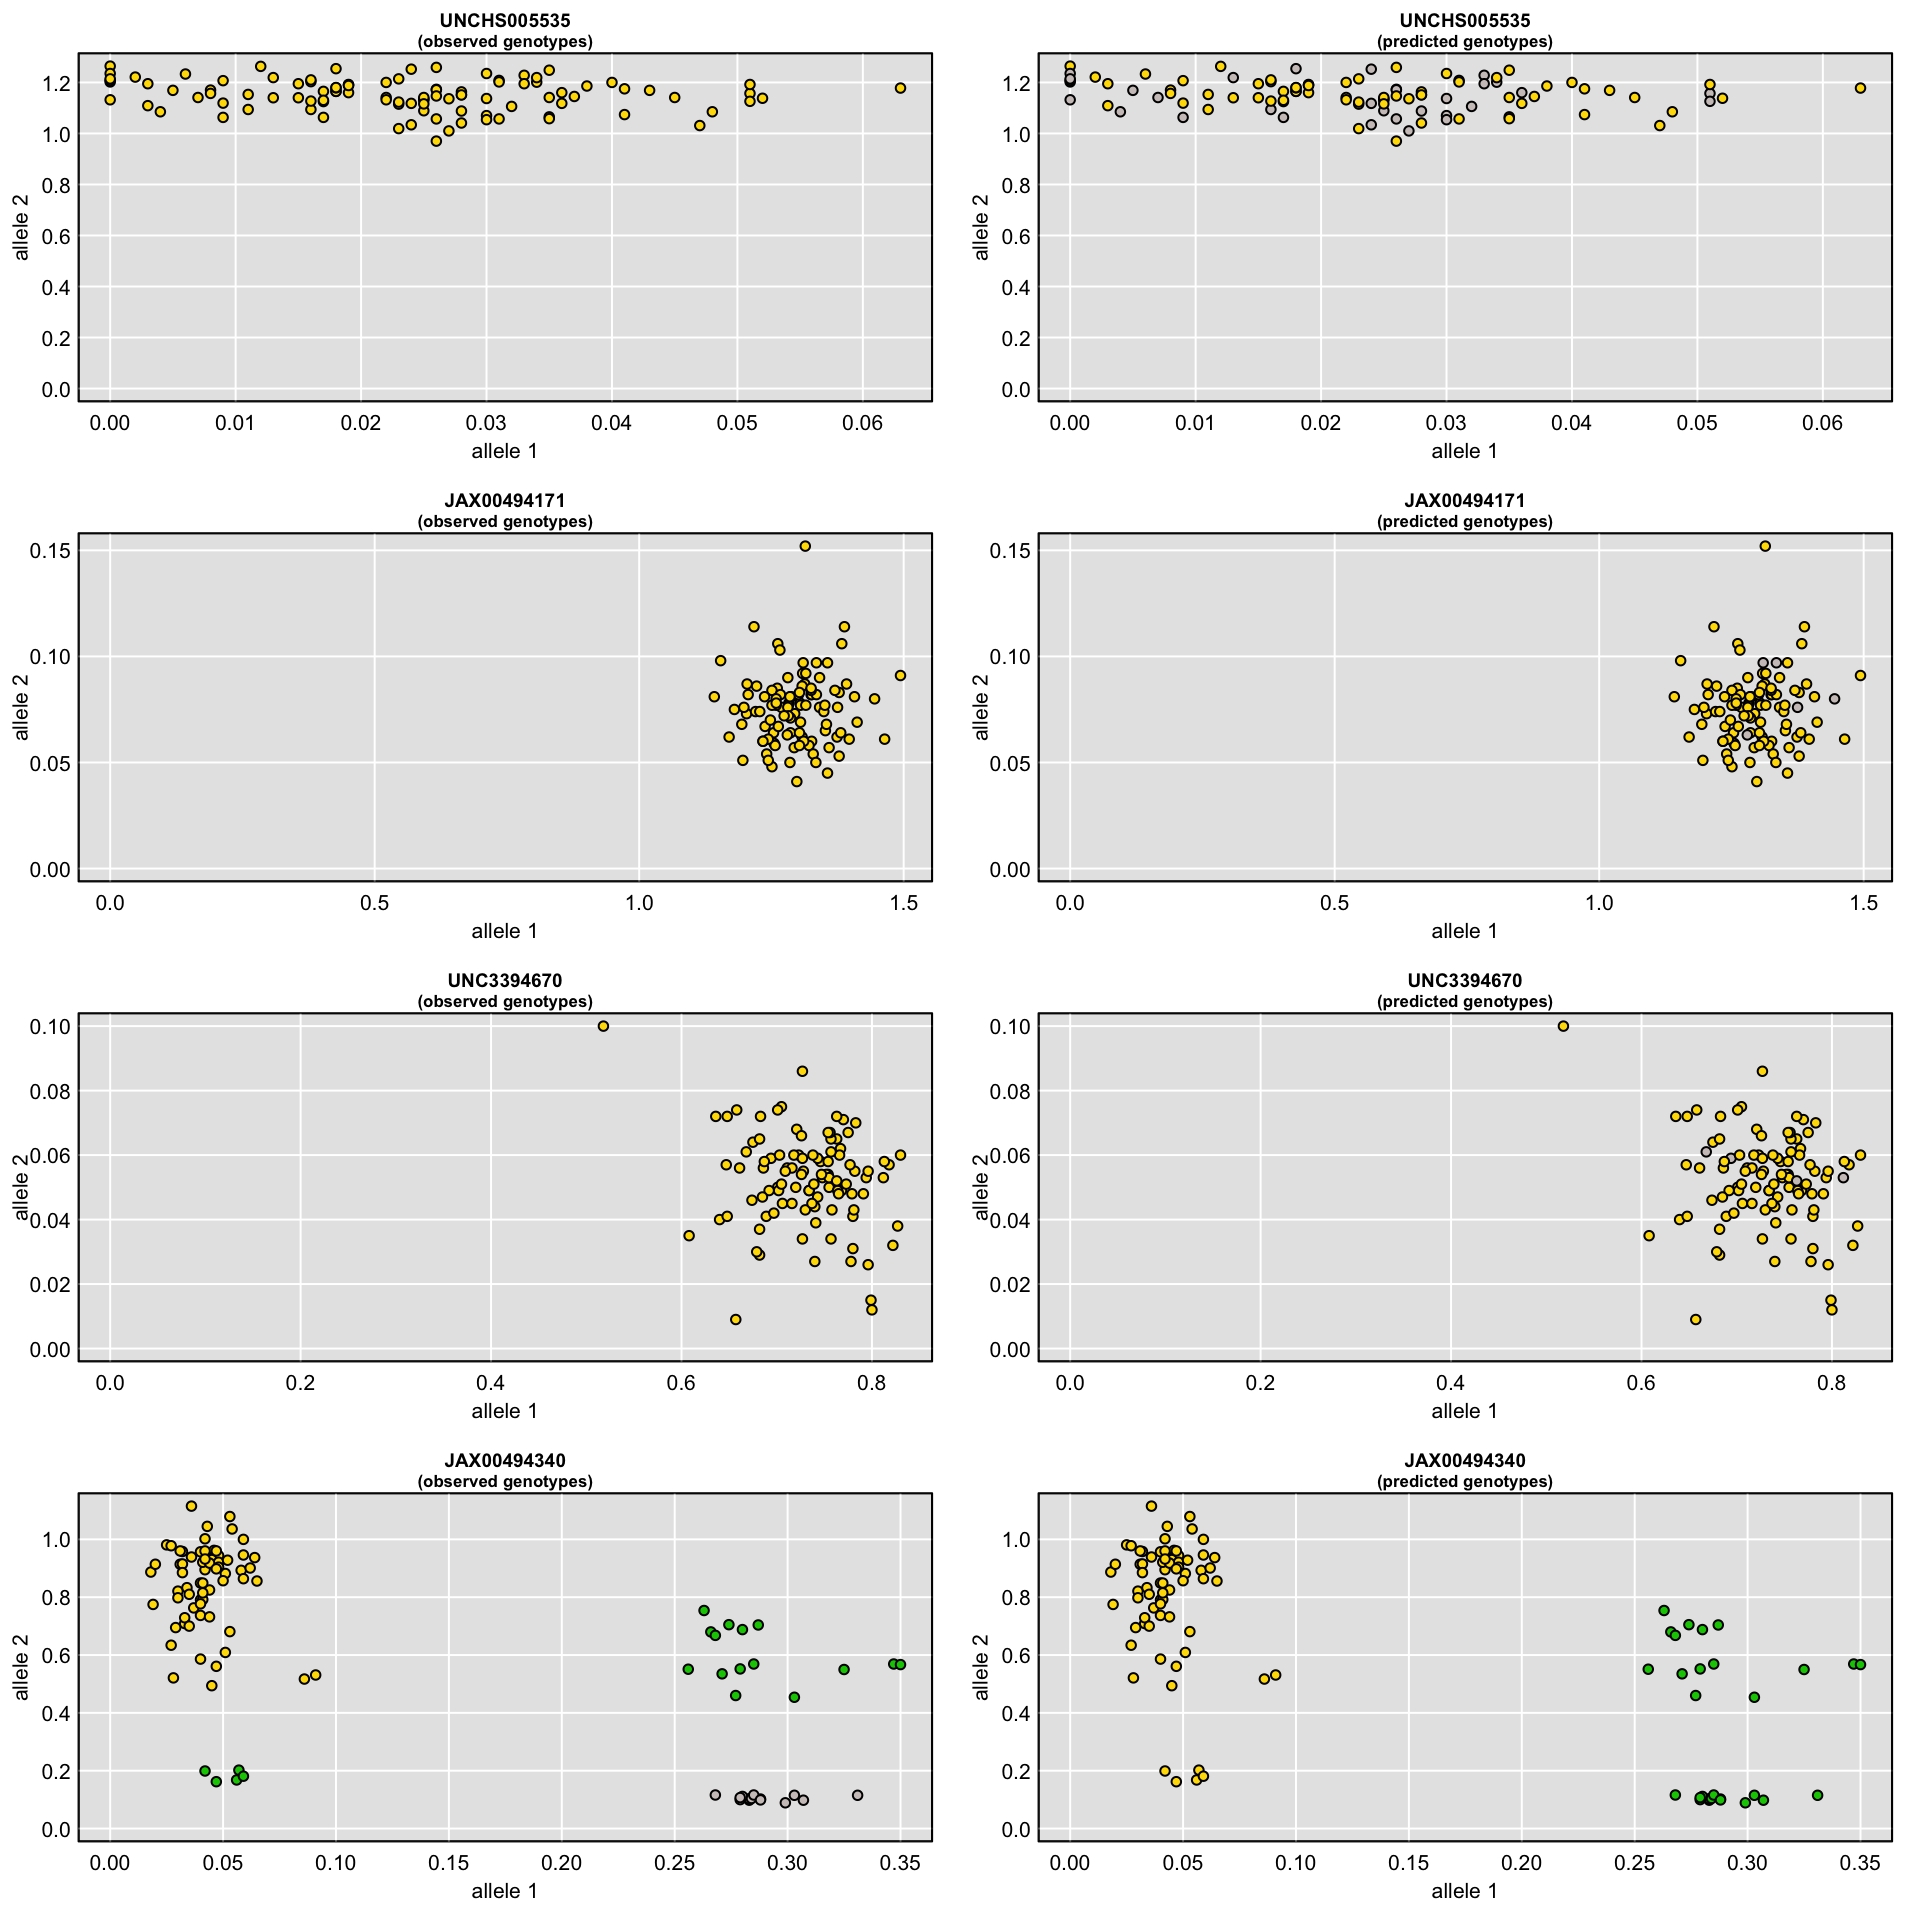 UNCHS005535
(observed genotypes)
allele 2
1.2
1.0
0.8
0.6
0.4
0.2
0.0
0.00 0.01 0.02 0.03 0.04 0.05 0.06
allele 1
UNCHS005535
(predicted genotypes)
allele 2
1.2
1.0
0.8
0.6
0.4
0.2
0.0
0.00 0.01 0.02 0.03 0.04 0.05 0.06
allele 1
JAX00494171
(observed genotypes)
allele 2
0.15
0.10
0.05
0.00
0.0 0.5 1.0 1.5
allele 1
JAX00494171
(predicted genotypes)
allele 2
0.15
0.10
0.05
0.00
0.0 0.5 1.0 1.5
allele 1
UNC3394670
(observed genotypes)
allele 2
0.10
0.08
0.06
0.04
0.02
0.00
0.0 0.2 0.4 0.6 0.8
allele 1
UNC3394670
(predicted genotypes)
allele 2
0.10
0.08
0.06
0.04
0.02
0.00
0.0 0.2 0.4 0.6 0.8
allele 1
JAX00494340
(observed genotypes)
allele 2
1.0
0.8
0.6
0.4
0.2
0.0
0.00 0.05 0.10 0.15 0.20 0.25 0.30 0.35
allele 1
JAX00494340
(predicted genotypes)
allele 2
1.0
0.8
0.6
0.4
0.2
0.0
0.00 0.05 0.10 0.15 0.20 0.25 0.30 0.35
allele 1